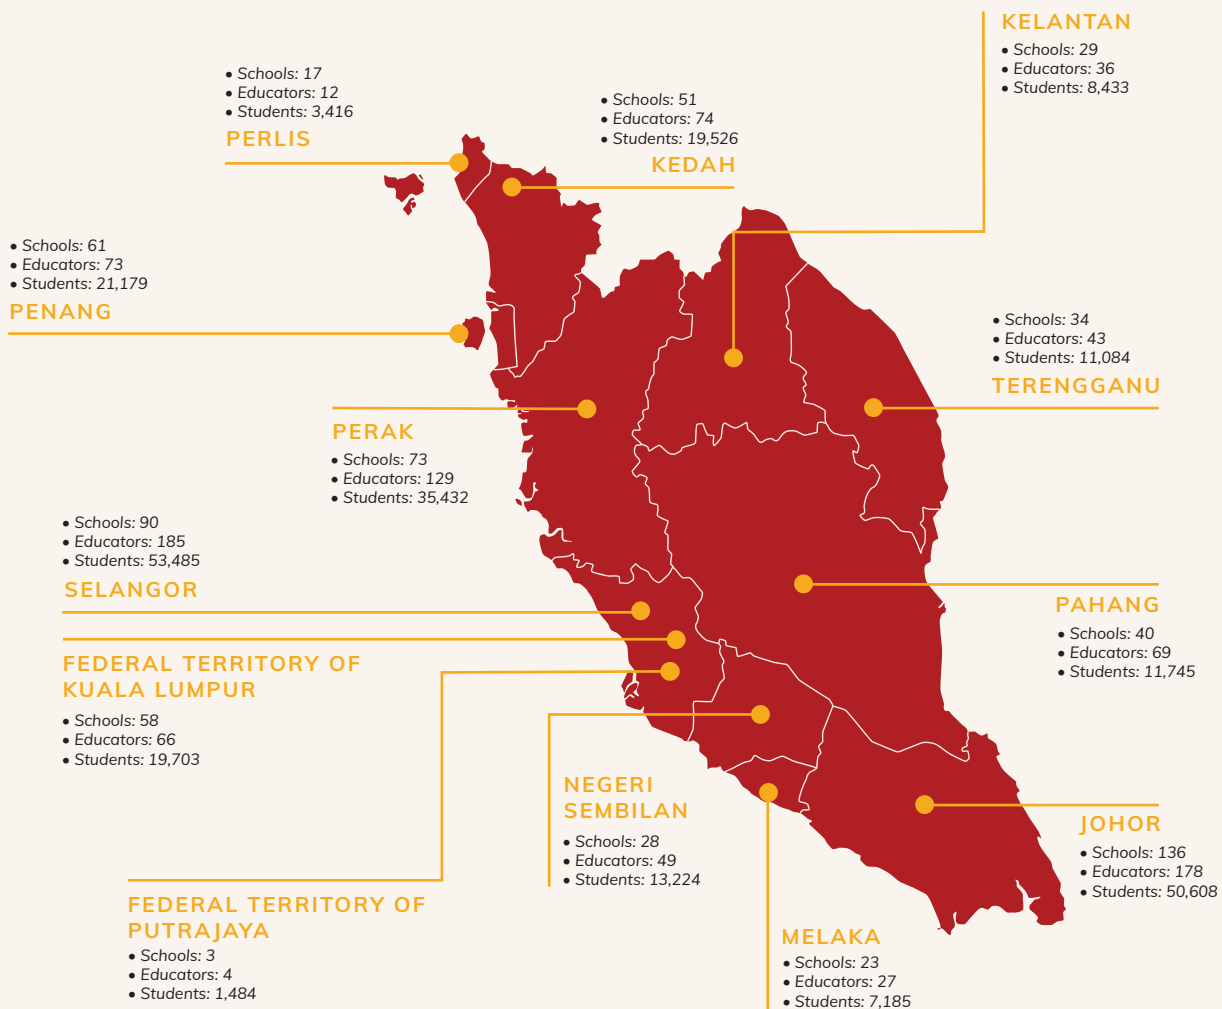 KELANTAN
• Schools: 29
• Educators: 36
• Students: 8,433
• Schools: 17
• Educators: 12
• Students: 3,416
PERLIS
• Schools: 51
• Educators: 74
• Students: 19,526
KEDAH
• Schools: 61
• Educators: 73
• Students: 21,179
PENANG
• Schools: 34
• Educators: 43
• Students: 11,084
TERENGGANU
PERAK
• Schools: 73
• Educators: 129
• Students: 35,432
• Schools: 90
• Educators: 185
• Students: 53,485
SELANGOR
PAHANG
• Schools: 40
• Educators: 69
• Students: 11,745
FEDERAL TERRITORY OF
KUALA LUMPUR
• Schools: 58
• Educators: 66
• Students: 19,703
NEGERI
SEMBILAN
• Schools: 28
• Educators: 49
• Students: 13,224
JOHOR
• Schools: 136
• Educators: 178
• Students: 50,608
FEDERAL TERRITORY OF
PUTRAJAYA
• Schools: 3
• Educators: 4
• Students: 1,484
MELAKA
• Schools: 23
• Educators: 27
• Students: 7,185